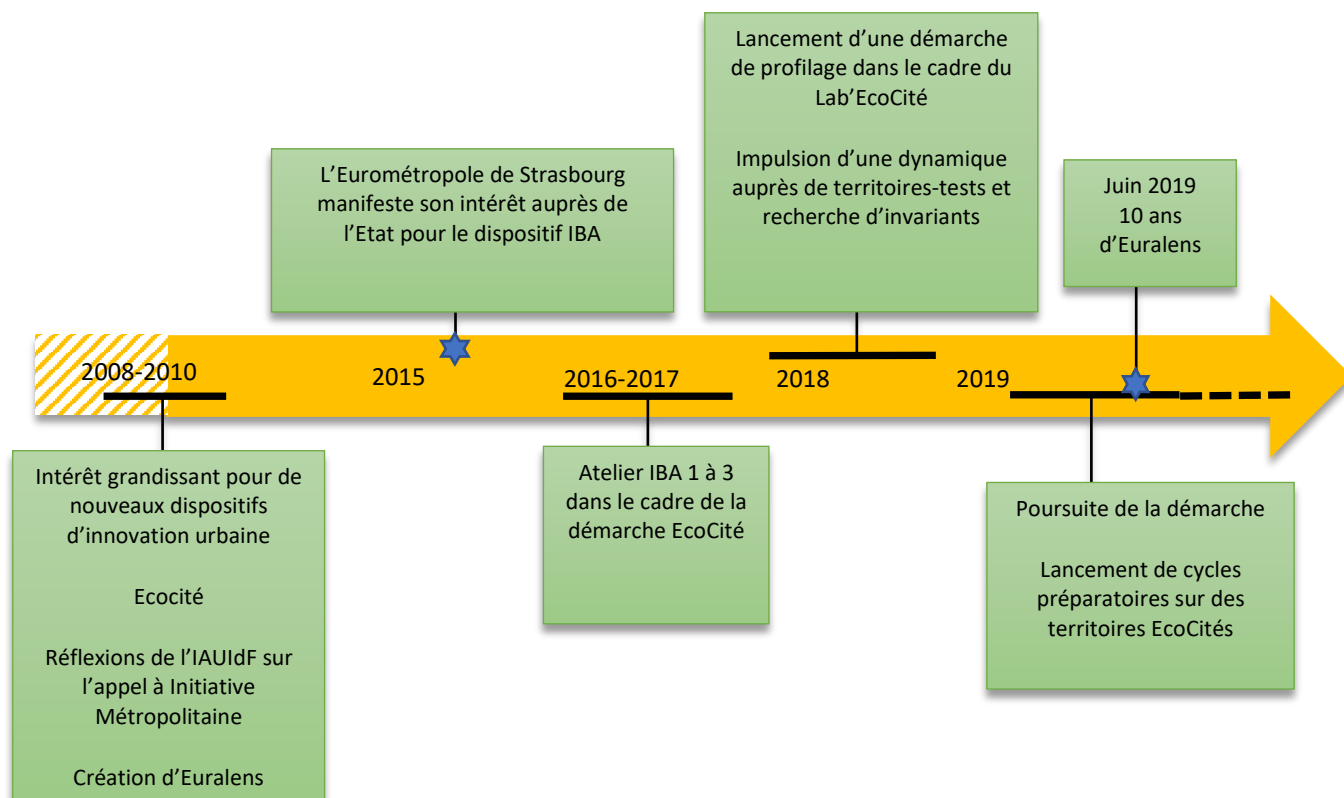 Lancement d’une démarche
de profilage dans le cadre du
Lab’EcoCité
Impulsion d’une dynamique
auprès de territoires-tests et
recherche d’invariants
L’Eurométropole de Strasbourg
manifeste son intérêt auprès de
l’Etat pour le dispositif IBA
Juin 2019
10 ans
d’Euralens
2008-2010
2015
2016-2017
2018
2019
Intérêt grandissant pour de
nouveaux dispositifs
d’innovation urbaine
Ecocité
Réflexions de l’IAUIdF sur
l’appel à Initiative
Métropolitaine
Création d’Euralens
Atelier IBA 1 à 3
dans le cadre de la
démarche EcoCité
Poursuite de la démarche
Lancement de cycles
préparatoires sur des
territoires EcoCités